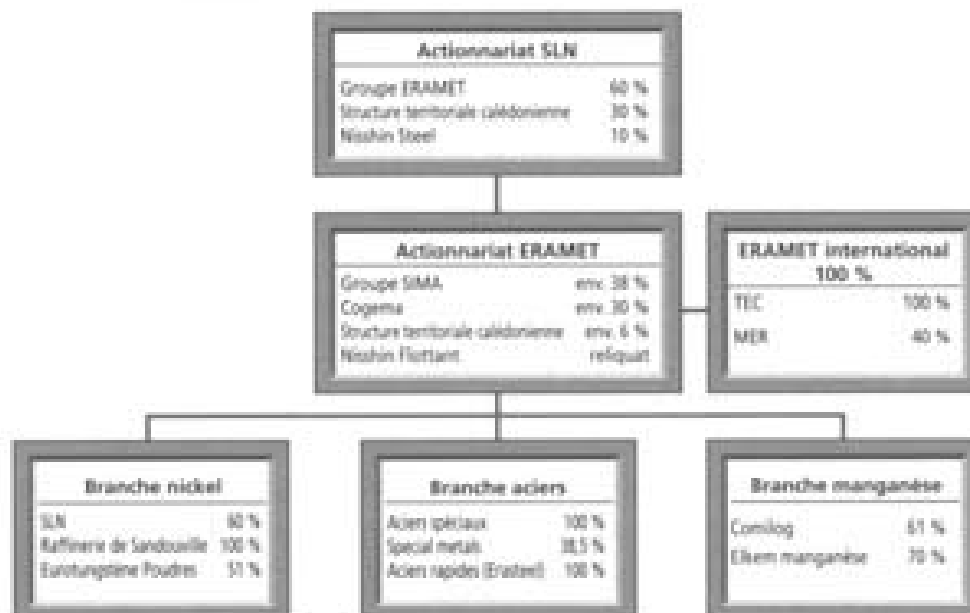 Actionnariat SLN
Groupe ERAMET 60 %
Structure territoriale calédonienne 30 %
Nisshin Steel 10 %
Actionnariat ERAMET
Groupe SIMA env. 38 %
Cogema env. 30 %
Structure territoriale calédonienne env. 6 %
Nisshin Flottant reliquat
ERAMET international
100 %
TEC 100 %
MER 40 %
Branche nickel
SLN 60 %
Raffinerie de Sandouville 100 %
Eurotungstène Poudres 51 %
Branche aciers
Aciers spéciaux 100 %
Special metals 38,5 %
Aciers rapides (Erasteel) 100 %
Branche manganèse
Comilog 61 %
Elkem manganèse 70 %